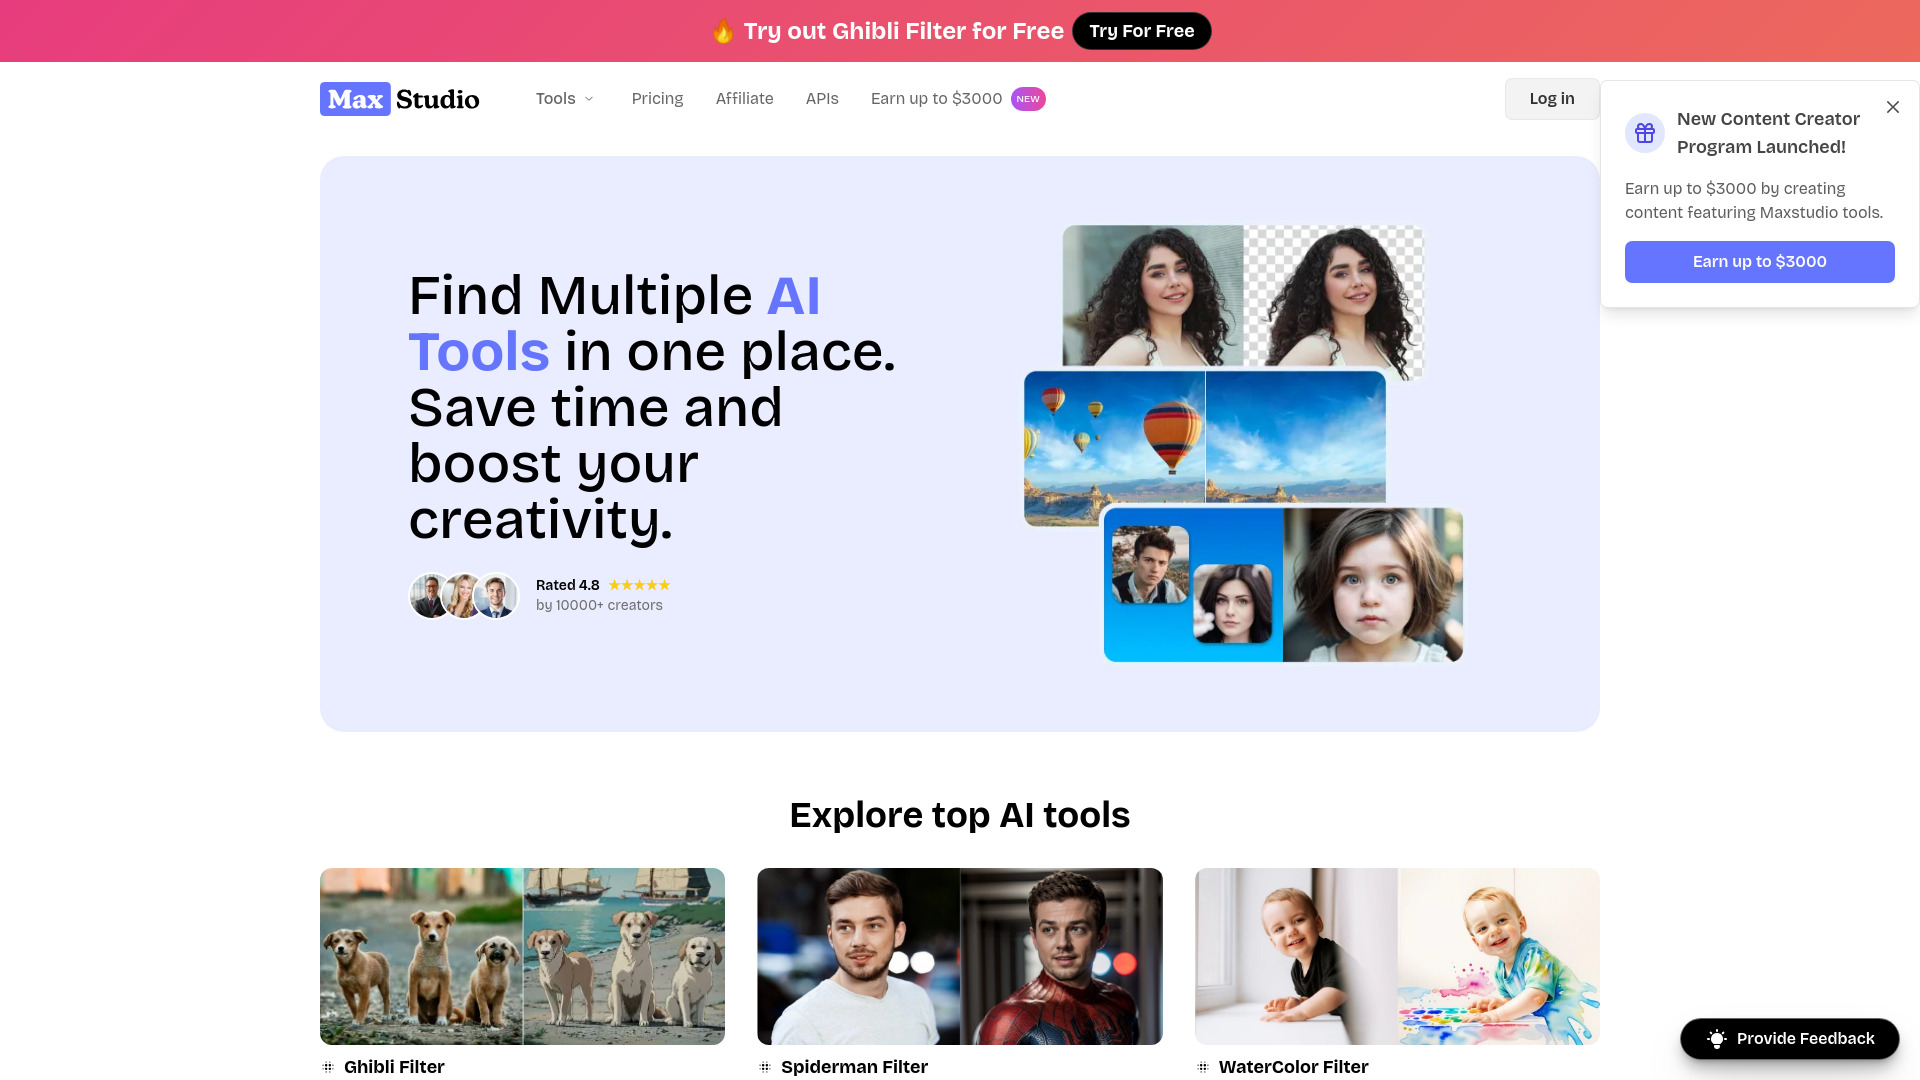 🔥 Try out Ghibli Filter for Free Try For Free
Max Studio Tools Pricing Affiliate APIs Earn up to $3000 NEW Log in
New Content Creator
Program Launched!
Earn up to $3000 by creating
content featuring Maxstudio tools.
Earn up to $3000
Find Multiple AI
Tools in one place.
Save time and
boost your
creativity.
Rated 4.8 ★★★★★
by 10000+ creators
Explore top AI tools
Ghibli Filter
Spiderman Filter
WaterColor Filter
Provide Feedback